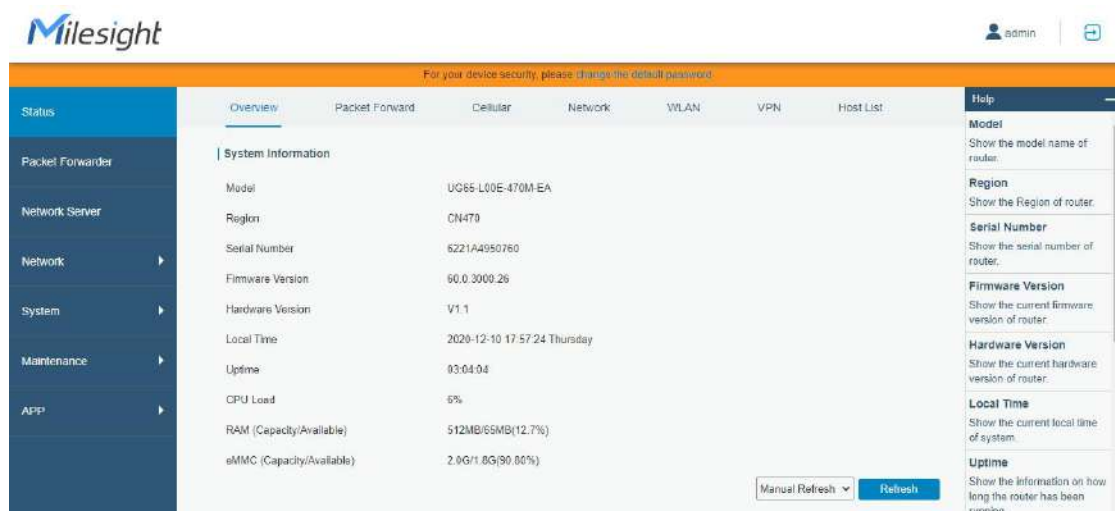 Milesight
admin
For your device security, please change the default password
Status
Packet Forwarder
Network Server
Network
System
Maintenance
APP
Overview Packet Forward Cellular Network WLAN VPN Host List
System Information
Model UG65-L00E-470M-EA
Region CN470
Serial Number 6221A4950760
Firmware Version 60.0.3000.26
Hardware Version V1.1
Local Time 2020-12-10 17:57:24 Thursday
Uptime 03:04:04
CPU Load 6%
RAM (Capacity/Available) 512MB/65MB(12.7%)
eMMC (Capacity/Available) 2.0G/1.8G(90.80%)
Manual Refresh Refresh
Help
Model
Show the model name of
router.
Region
Show the Region of router.
Serial Number
Show the serial number of
router.
Firmware Version
Show the current firmware
version of router.
Hardware Version
Show the current hardware
version of router.
Local Time
Show the current local time
of system.
Uptime
Show the information on how
long the router has been
running.